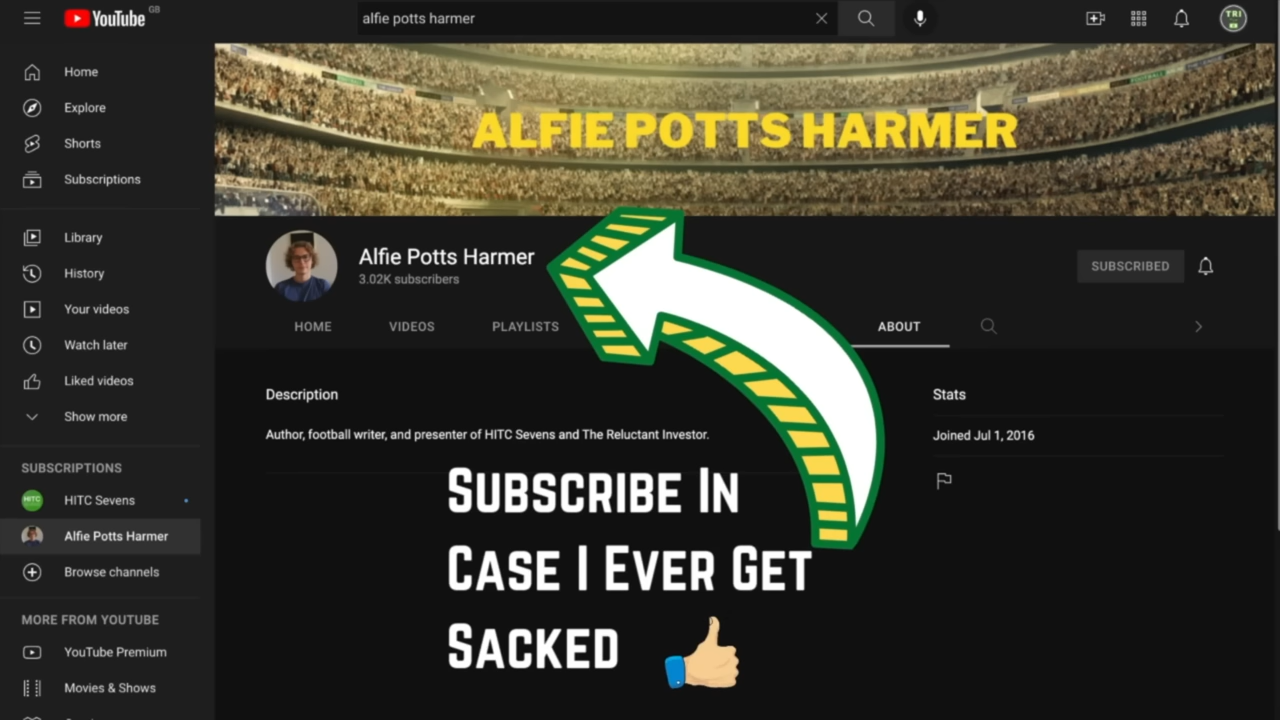 YouTube GB
alfie potts harmer
TRI
Home
Explore
Shorts
Subscriptions
Library
History
Your videos
Watch later
Liked videos
Show more
SUBSCRIPTIONS
HITC HITC Sevens
Alfie Potts Harmer
Browse channels
MORE FROM YOUTUBE
YouTube Premium
Movies & Shows
ALFIE POTTS HARMER
Alfie Potts Harmer
3.02K subscribers
SUBSCRIBED
HOME
VIDEOS
PLAYLISTS
ABOUT
Description
Author, football writer, and presenter of HITC Sevens and The Reluctant Investor.
Stats
Joined Jul 1, 2016
SUBSCRIBE IN
CASE I EVER GET
SACKED